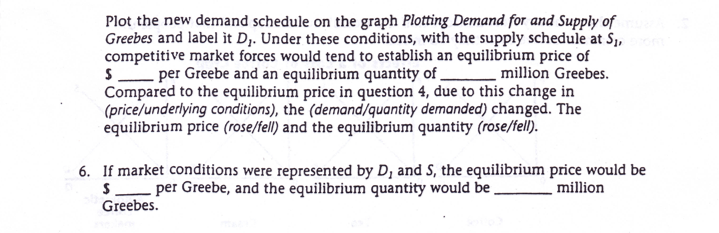 Plot the new demand schedule on the graph Plotting Demand for and Supply of
Greebes and label it D₁. Under these conditions, with the supply schedule at S₁,
competitive market forces would tend to establish an equilibrium price of
$ ____ per Greebe and an equilibrium quantity of ______ million Greebes.
Compared to the equilibrium price in question 4, due to this change in
(price/underlying conditions), the (demand/quantity demanded) changed. The
equilibrium price (rose/fell) and the equilibrium quantity (rose/fell).
6. If market conditions were represented by D₁ and S, the equilibrium price would be
$ ____ per Greebe, and the equilibrium quantity would be ______ million
Greebes.